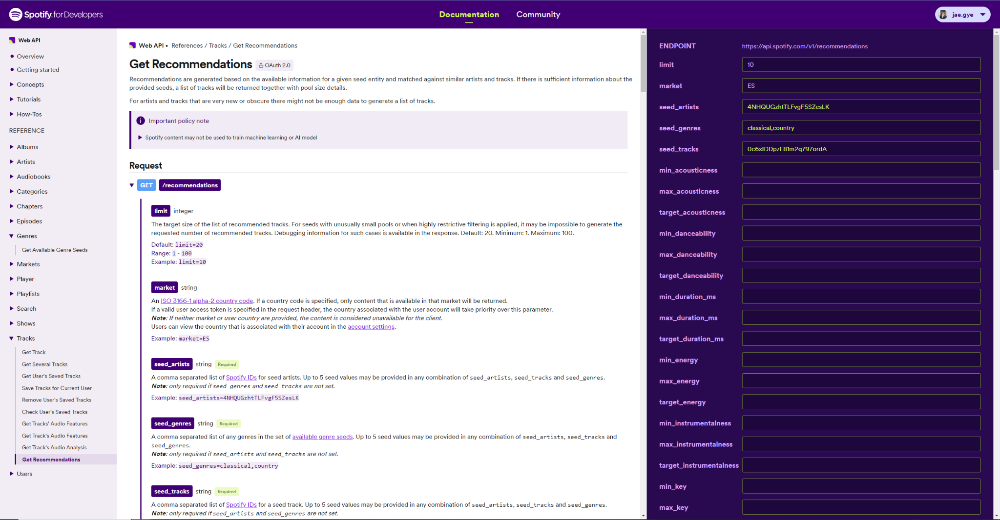 Spotify for Developers
Documentation
Community
jae.gye
Web API
Overview
Getting started
Concepts
Tutorials
How-Tos
REFERENCE
Albums
Artists
Audiobooks
Categories
Chapters
Episodes
Genres
Get Available Genre Seeds
Markets
Player
Playlists
Search
Shows
Tracks
Get Track
Get Several Tracks
Get User's Saved Tracks
Save Tracks for Current User
Remove User's Saved Tracks
Check User's Saved Tracks
Get Tracks' Audio Features
Get Track's Audio Features
Get Track's Audio Analysis
Get Recommendations
Users
Web API • References / Tracks / Get Recommendations
Get Recommendations OAuth 2.0
Recommendations are generated based on the available information for a given seed entity and matched against similar artists and tracks. If there is sufficient information about the
provided seeds, a list of tracks will be returned together with pool size details.
For artists and tracks that are very new or obscure there might not be enough data to generate a list of tracks.
Important policy note
Spotify content may not be used to train machine learning or AI model
Request
GET /recommendations
limit integer
The target size of the list of recommended tracks. For seeds with unusually small pools or when highly restrictive filtering is applied, it may be impossible to generate the
requested number of recommended tracks. Debugging information for such cases is available in the response. Default: 20. Minimum: 1. Maximum: 100.
Default: limit=20
Range: 1 - 100
Example: limit=10
market string
An ISO 3166-1 alpha-2 country code. If a country code is specified, only content that is available in that market will be returned.
If a valid user access token is specified in the request header, the country associated with the user account will take priority over this parameter.
Note: If neither market or user country are provided, the content is considered unavailable for the client.
Users can view the country that is associated with their account in the account settings.
Example: market=ES
seed_artists string Required
A comma separated list of Spotify IDs for seed artists. Up to 5 seed values may be provided in any combination of seed_artists, seed_tracks and seed_genres.
Note: only required if seed_genres and seed_tracks are not set.
Example: seed_artists=4NHQUGzhtTLFvgF5SZesLK
seed_genres string Required
A comma separated list of any genres in the set of available genre seeds. Up to 5 seed values may be provided in any combination of seed_artists, seed_tracks and
seed_genres.
Note: only required if seed_artists and seed_tracks are not set.
Example: seed_genres=classical,country
seed_tracks string Required
A comma separated list of Spotify IDs for a seed track. Up to 5 seed values may be provided in any combination of seed_artists, seed_tracks and seed_genres.
Note: only required if seed_artists and seed_genres are not set.
ENDPOINT https://api.spotify.com/v1/recommendations
limit 10
market ES
seed_artists 4NHQUGzhtTLFvgF5SZesLK
seed_genres classical,country
seed_tracks 0c6xIDDpzE81m2q797ordA
min_acousticness
max_acousticness
target_acousticness
min_danceability
max_danceability
target_danceability
min_duration_ms
max_duration_ms
target_duration_ms
min_energy
max_energy
target_energy
min_instrumentalness
max_instrumentalness
target_instrumentalness
min_key
max_key